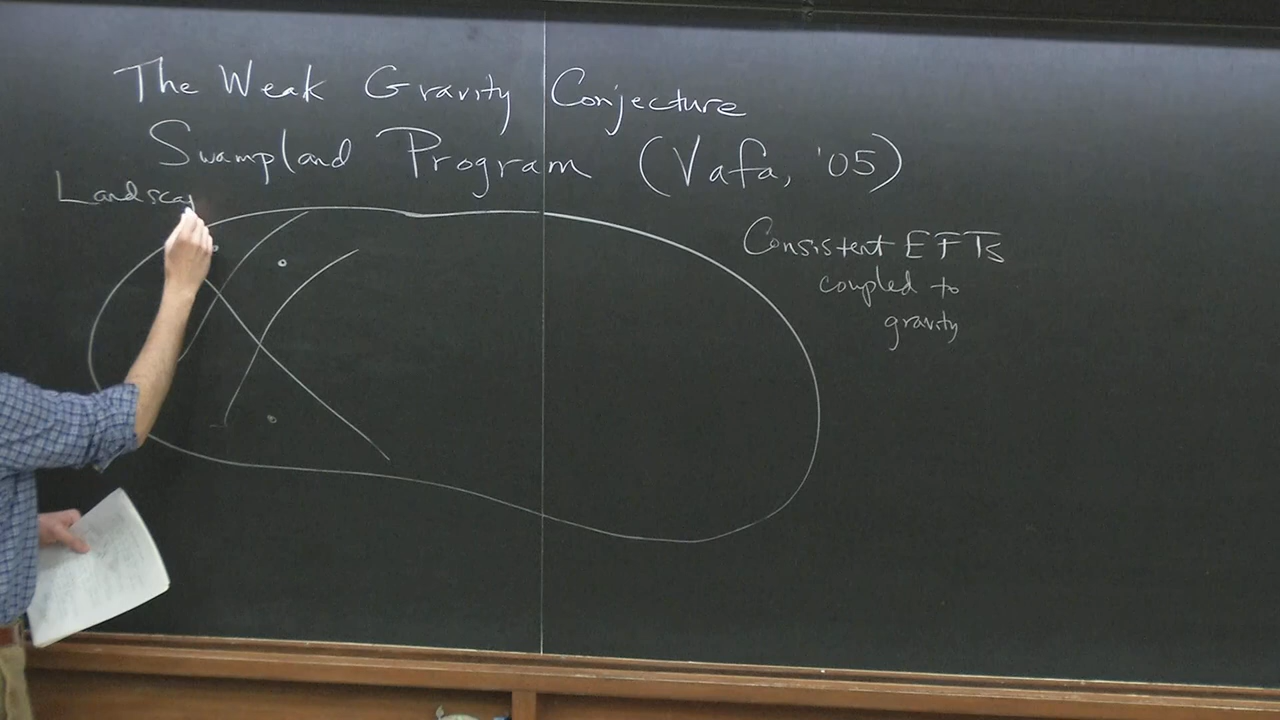 The Weak Gravity Conjecture
Swampland Program (Vafa, '05)
Landsca
Consistent EFTs
coupled to
gravity